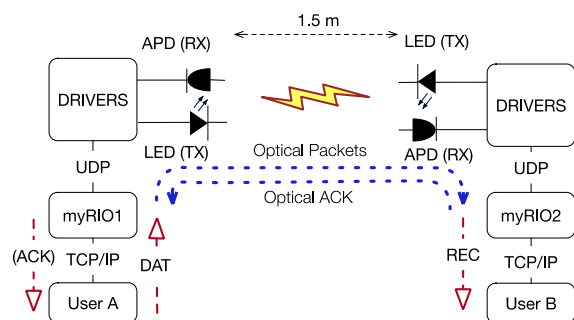 1.5 m
APD (RX)
LED (TX)
DRIVERS
DRIVERS
LED (TX)
APD (RX)
Optical Packets
UDP
UDP
Optical ACK
myRIO1
myRIO2
(ACK)
TCP/IP
DAT
REC
TCP/IP
User A
User B